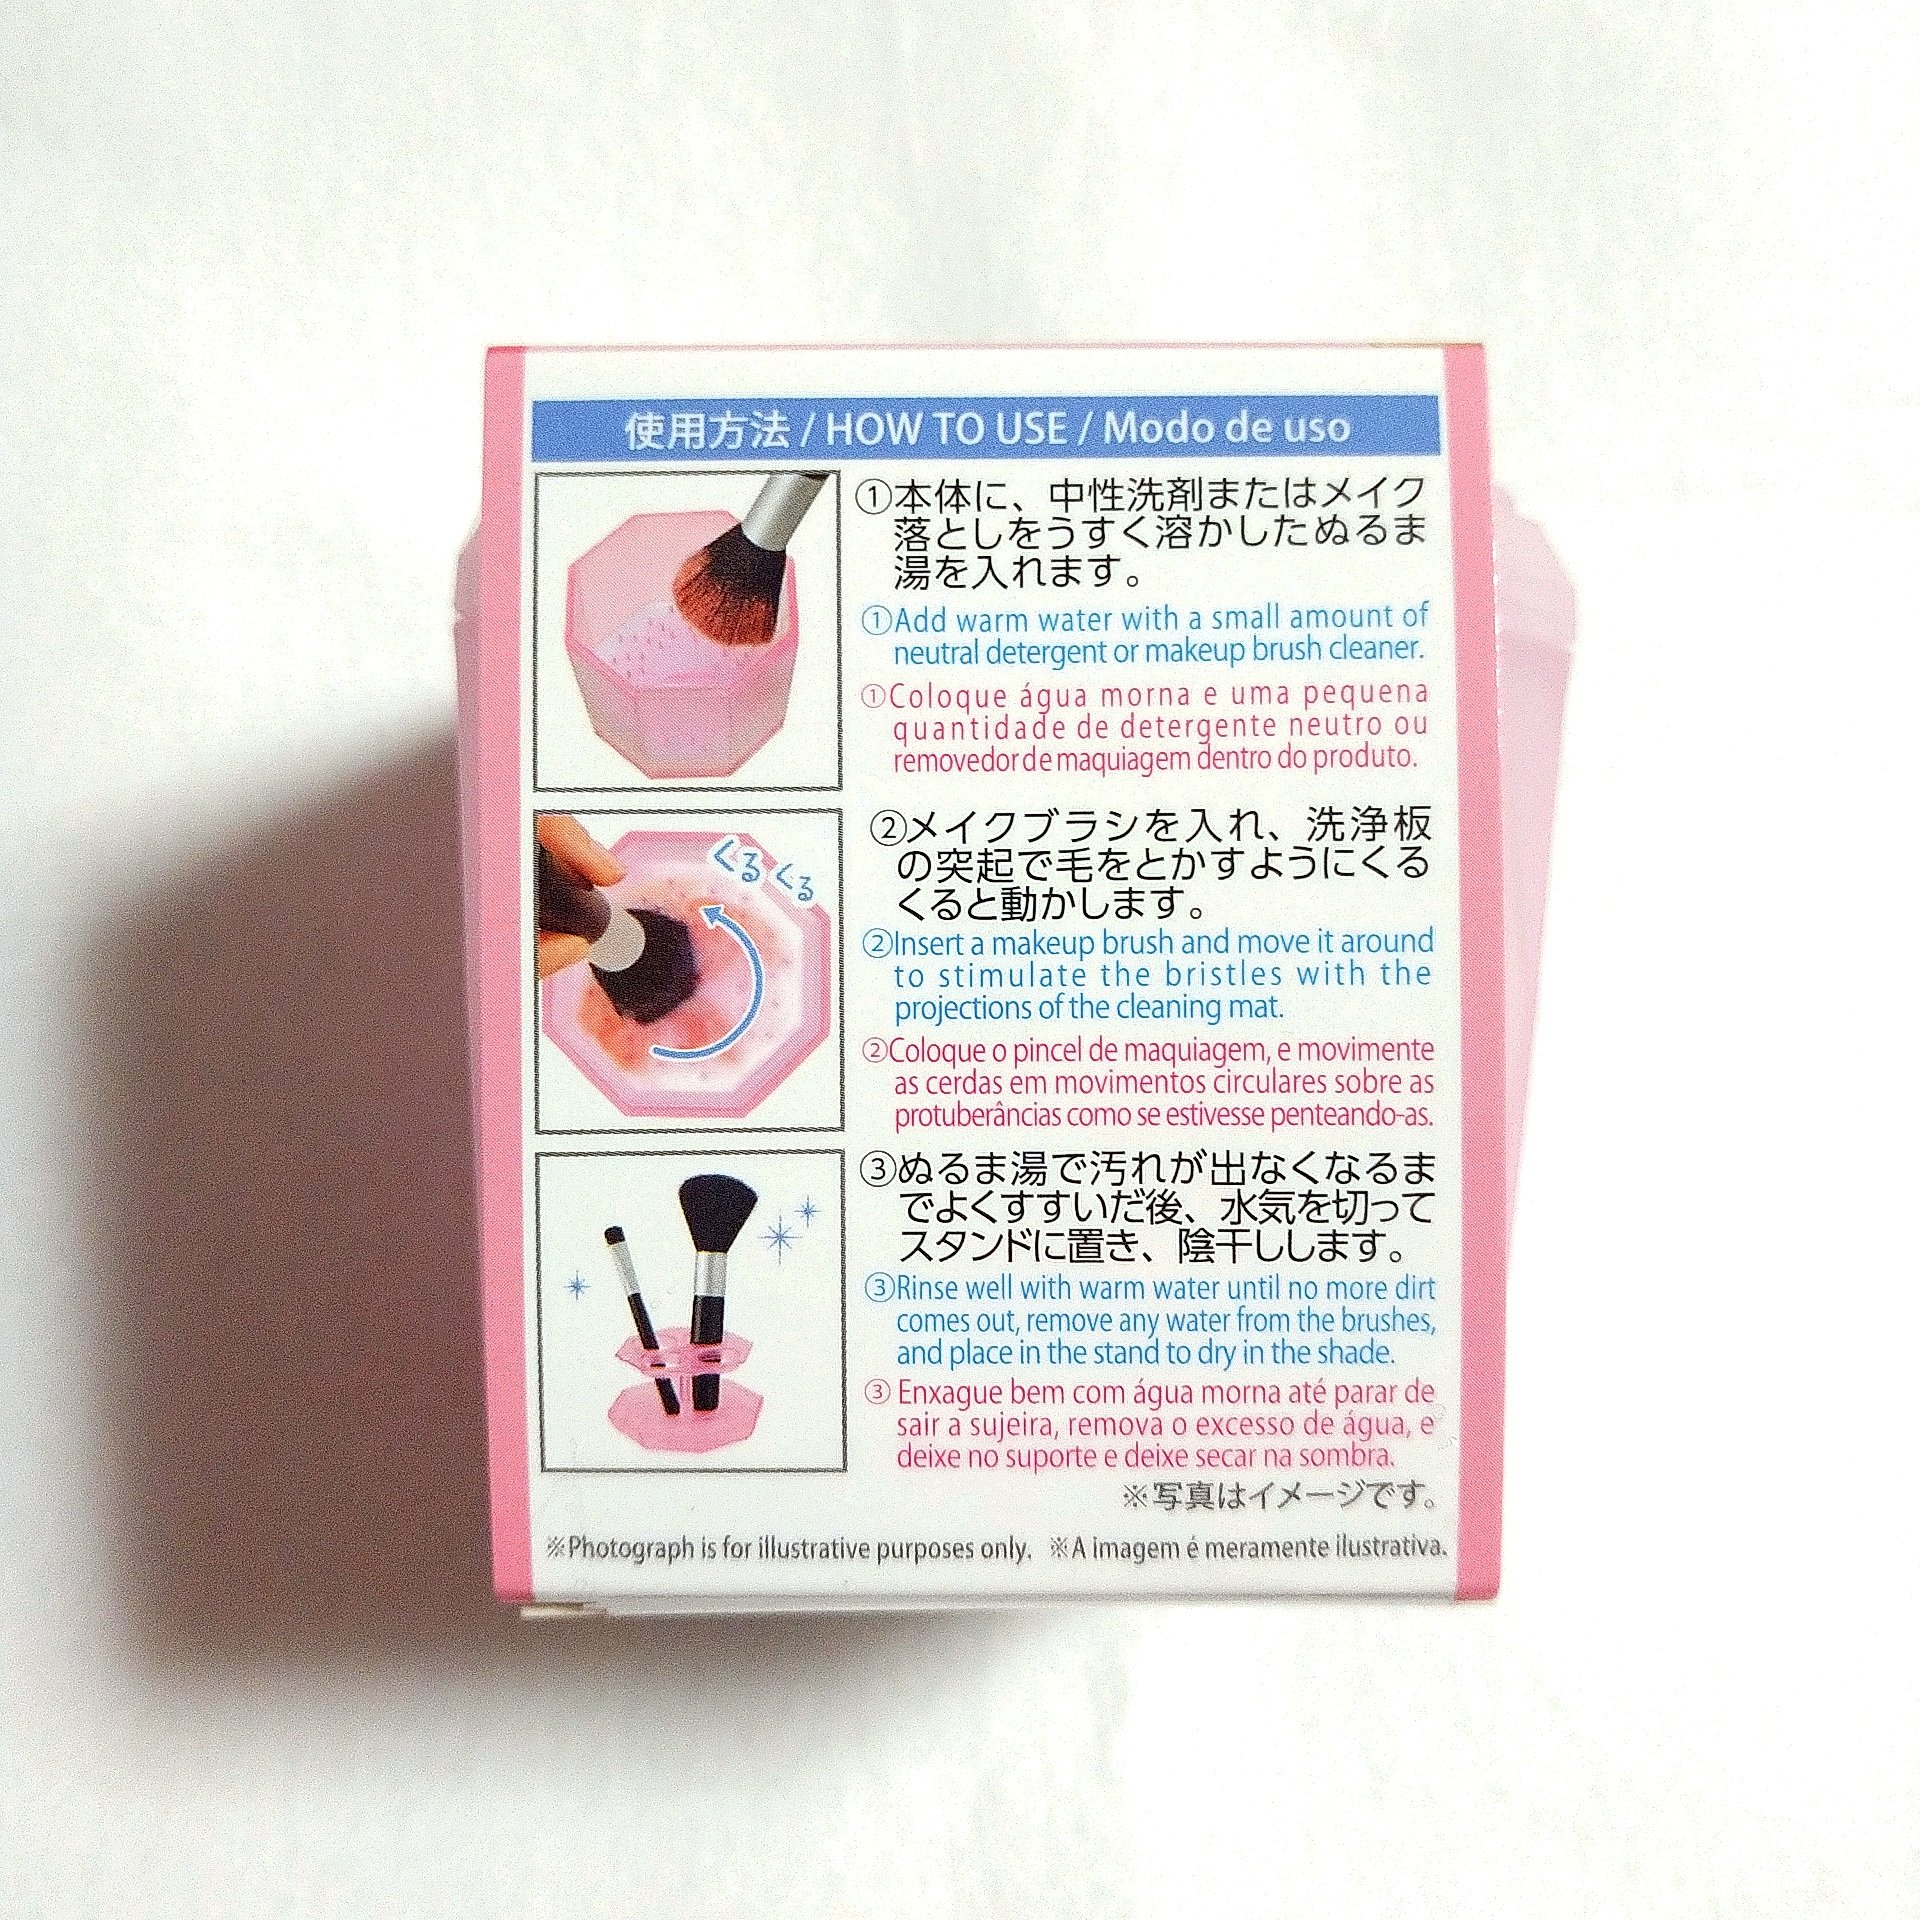 使用方法 / HOW TO USE / Modo de uso
①本体に、中性洗剤またはメイク
落としをうすく溶かしたぬるま
湯を入れます。
①Add warm water with a small amount of
neutral detergent or makeup brush cleaner.
①Coloque água morna e uma pequena
quantidade de detergente neutro ou
removedor de maquiagem dentro do produto.
くるくる
②メイクブラシを入れ、洗浄板
の突起で毛をとかすようにくる
くると動かします。
②Insert a makeup brush and move it around
to stimulate the bristles with the
projections of the cleaning mat.
②Coloque o pincel de maquiagem, e movimente
as cerdas em movimentos circulares sobre as
protuberâncias como se estivesse penteando-as.
③ぬるま湯で汚れが出なくなるま
でよくすすいだ後、水気を切って
スタンドに置き、陰干しします。
③Rinse well with warm water until no more dirt
comes out, remove any water from the brushes,
and place in the stand to dry in the shade.
③ Enxague bem com água morna até parar de
sair a sujeira, remova o excesso de água, e
deixe no suporte e deixe secar na sombra.
※写真はイメージです。
※Photograph is for illustrative purposes only. ※A imagem é meramente ilustrativa.